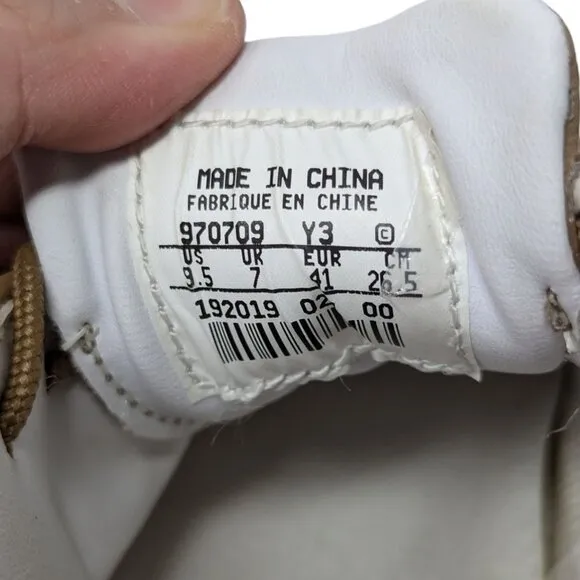 MADE IN CHINA
FABRIQUE EN CHINE
970709 Y3 ©
US UK EUR CM
9.5 7 41 26.5
192019 02 00